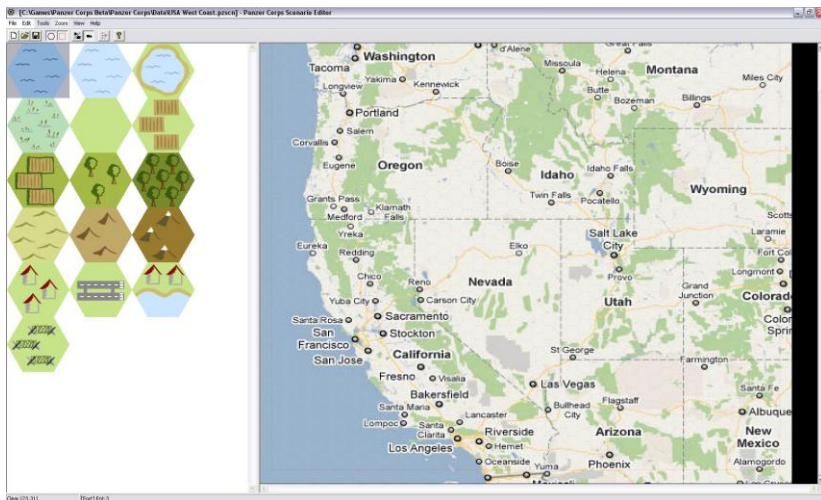 [C:\Games\Panzer Corps Beta\Panzer Corps\Data\USA West Coast.pzscn] - Panzer Corps Scenario Editor
File Edit Tools Zoom View Help
Washington
d'Alene
Great Falls
Tacoma
Missoula
Helena
Montana
Miles City
Yakima
Kennewick
Longview
Butte
Bozeman
Billings
Portland
Salem
Corvallis
Eugene
Oregon
Boise
Idaho
Idaho Falls
Wyoming
Twin Falls
Pocatello
Grants Pass
Medford
Klamath
Falls
Yreka
Scotts
Laramie
Eureka
Redding
Elko
Salt Lake
City
Fort Col
Longmont
Provo
Chico
Reno
Nevada
Utah
Grand
Junction
Colorad
Yuba City
Carson City
Color
Sprin
Santa Rosa
Sacramento
San
Francisco
Stockton
San Jose
California
St George
Farmington
Fresno
Visalia
Las Vegas
Santa Fe
Bakersfield
Flagstaff
Albuque
Santa Maria
Lancaster
Bullhead
City
Lompoc
Santa
Clarita
Riverside
Arizona
New
Mexico
Los Angeles
Hemet
Oceanside
Yuma
Phoenix
Alamogordo